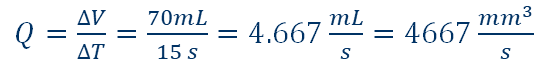 Q = ΔV/ΔT = 70mL/15 s = 4.667 mL/s = 4667 mm³/s